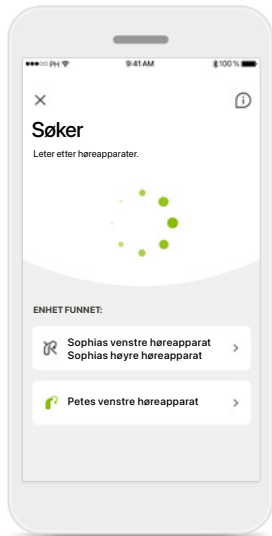 PH
9:41 AM
100 %
Søker
Leter etter høreapparater.
ENHET FUNNET:
Sophias venstre høreapparat
Sophias høyre høreapparat
Petes venstre høreapparat